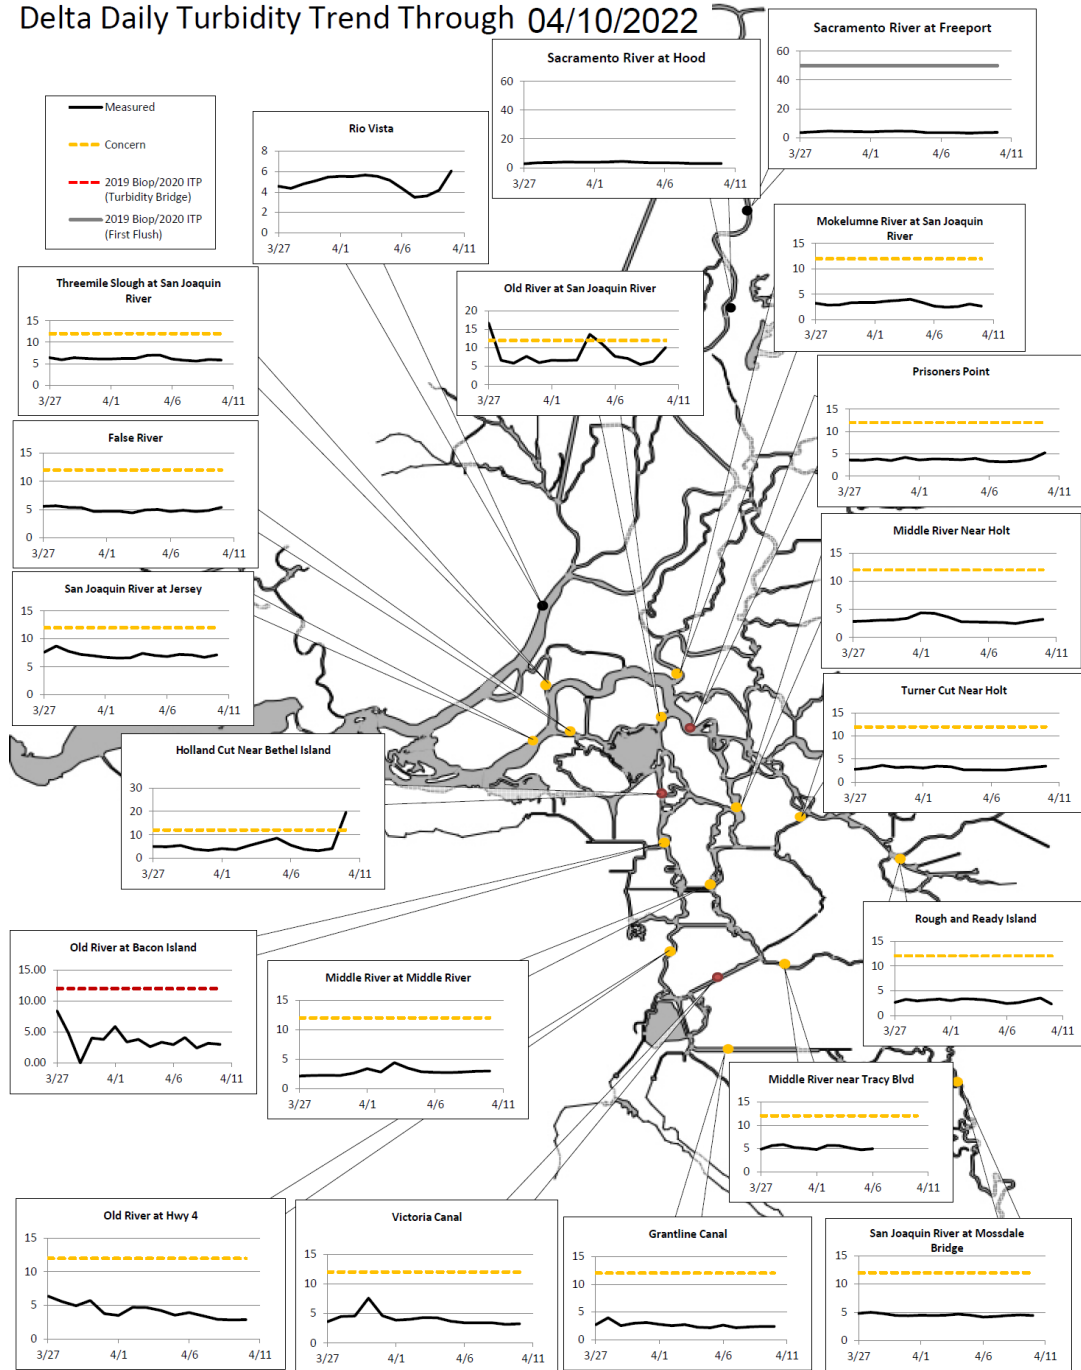 Delta Daily Turbidity Trend Through 04/10/2022
Measured
Concern
2019 Biop/2020 ITP
(Turbidity Bridge)
2019 Biop/2020 ITP
(First Flush)
Rio Vista
8
6
4
2
0
3/27 4/1 4/6 4/11
Sacramento River at Hood
60
40
20
0
3/27 4/1 4/6 4/11
Sacramento River at Freeport
60
40
20
0
3/27 4/1 4/6 4/11
Mokelumne River at San Joaquin
River
15
10
5
0
3/27 4/1 4/6 4/11
Threemile Slough at San Joaquin
River
15
10
5
0
3/27 4/1 4/6 4/11
Old River at San Joaquin River
20
15
10
5
0
3/27 4/1 4/6 4/11
Prisoners Point
15
10
5
0
3/27 4/1 4/6 4/11
False River
15
10
5
0
3/27 4/1 4/6 4/11
Middle River Near Holt
15
10
5
0
3/27 4/1 4/6 4/11
San Joaquin River at Jersey
15
10
5
0
3/27 4/1 4/6 4/11
Turner Cut Near Holt
15
10
5
0
3/27 4/1 4/6 4/11
Holland Cut Near Bethel Island
30
20
10
0
3/27 4/1 4/6 4/11
Rough and Ready Island
15
10
5
0
3/27 4/1 4/6 4/11
Old River at Bacon Island
15.00
10.00
5.00
0.00
3/27 4/1 4/6 4/11
Middle River at Middle River
15
10
5
0
3/27 4/1 4/6 4/11
Middle River near Tracy Blvd
15
10
5
0
3/27 4/1 4/6 4/11
Old River at Hwy 4
15
10
5
0
3/27 4/1 4/6 4/11
Victoria Canal
15
10
5
0
3/27 4/1 4/6 4/11
Grantline Canal
15
10
5
0
3/27 4/1 4/6 4/11
San Joaquin River at Mossdale
Bridge
15
10
5
0
3/27 4/1 4/6 4/11